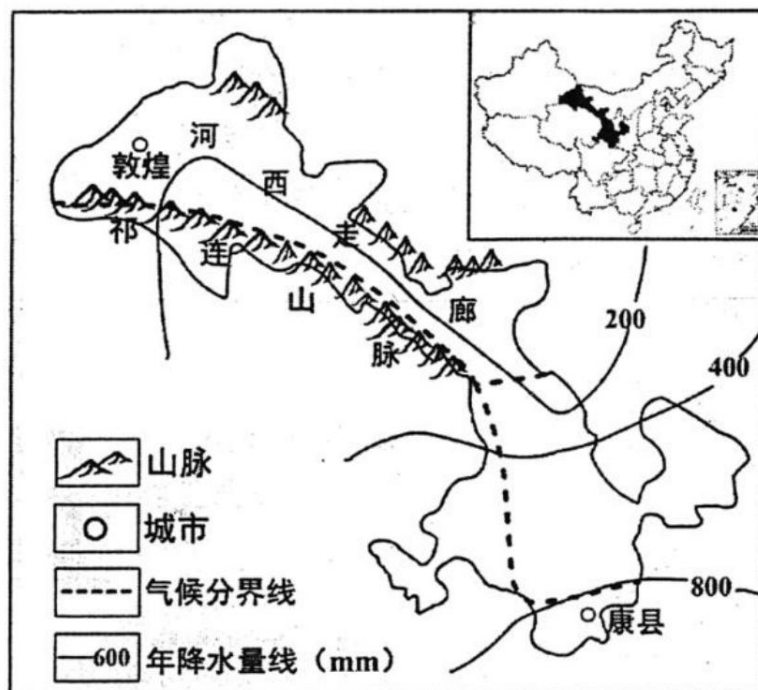 河
西
走
廊
敦煌
祁
连
山
脉
200
400
800
康县
山脉
城市
气候分界线
600 年降水量线（mm）